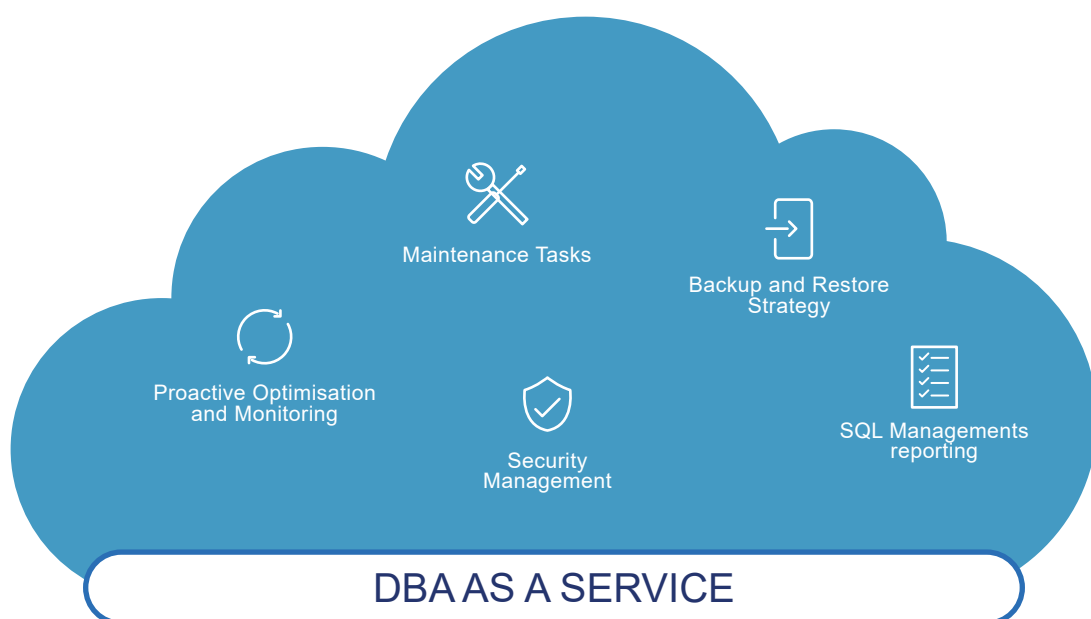 Maintenance Tasks
Backup and Restore
Strategy
Proactive Optimisation
and Monitoring
Security
Management
SQL Managements
reporting
DBA AS A SERVICE